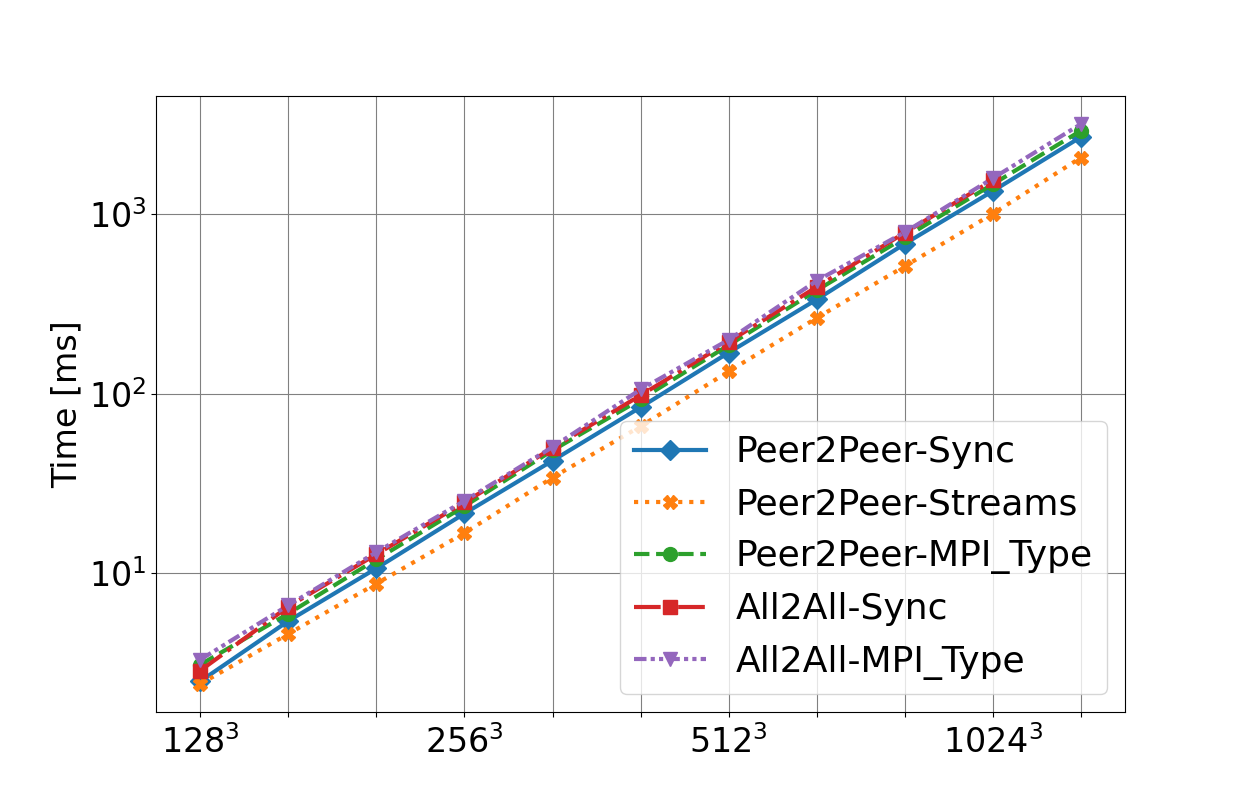 Time [ms]
10³
10²
10¹
Peer2Peer-Sync
Peer2Peer-Streams
Peer2Peer-MPI_Type
All2All-Sync
All2All-MPI_Type
128³ 256³ 512³ 1024³